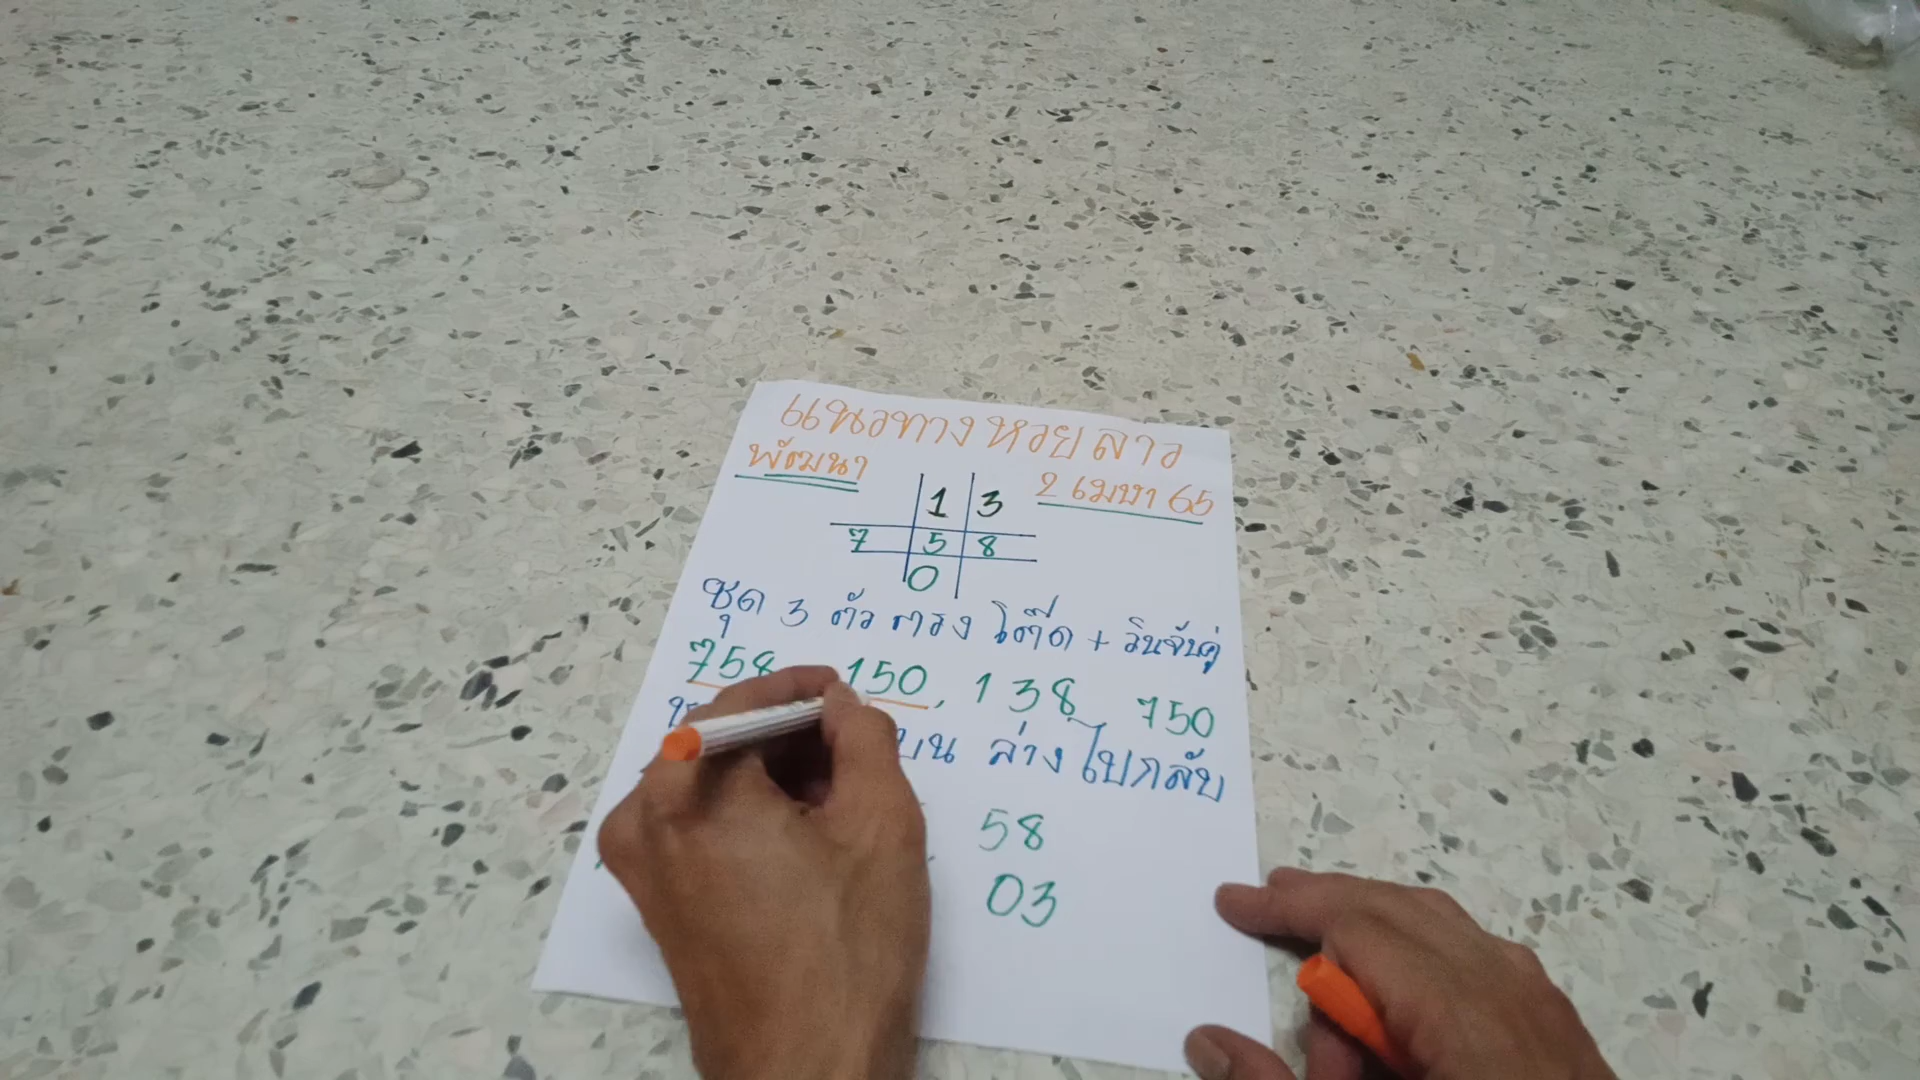 แนวทางหวยลาว
พัฒนา
2 เมษา 65
1 3
7 5 8
0
ชุด 3 ตัว ตรง โต๊ด + วินจับคู่
758 150, 138 750
บน ล่าง ไปกลับ
58
03